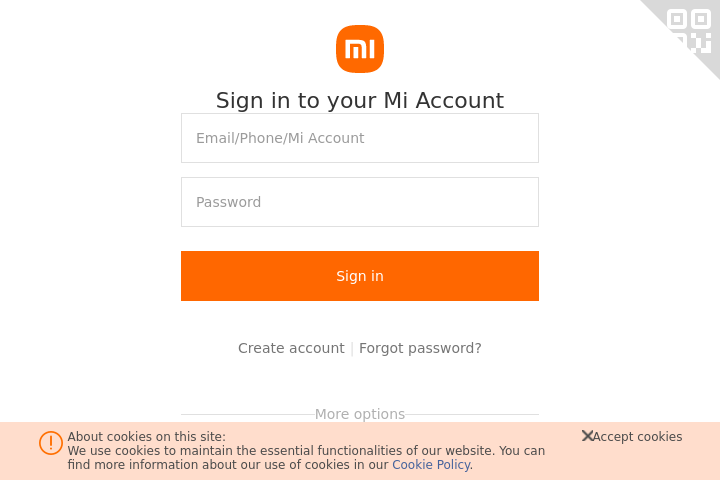 Sign in to your Mi Account
Email/Phone/Mi Account
Password
Sign in
Create account | Forgot password?
More options
About cookies on this site:
We use cookies to maintain the essential functionalities of our website. You can
find more information about our use of cookies in our Cookie Policy.
Accept cookies